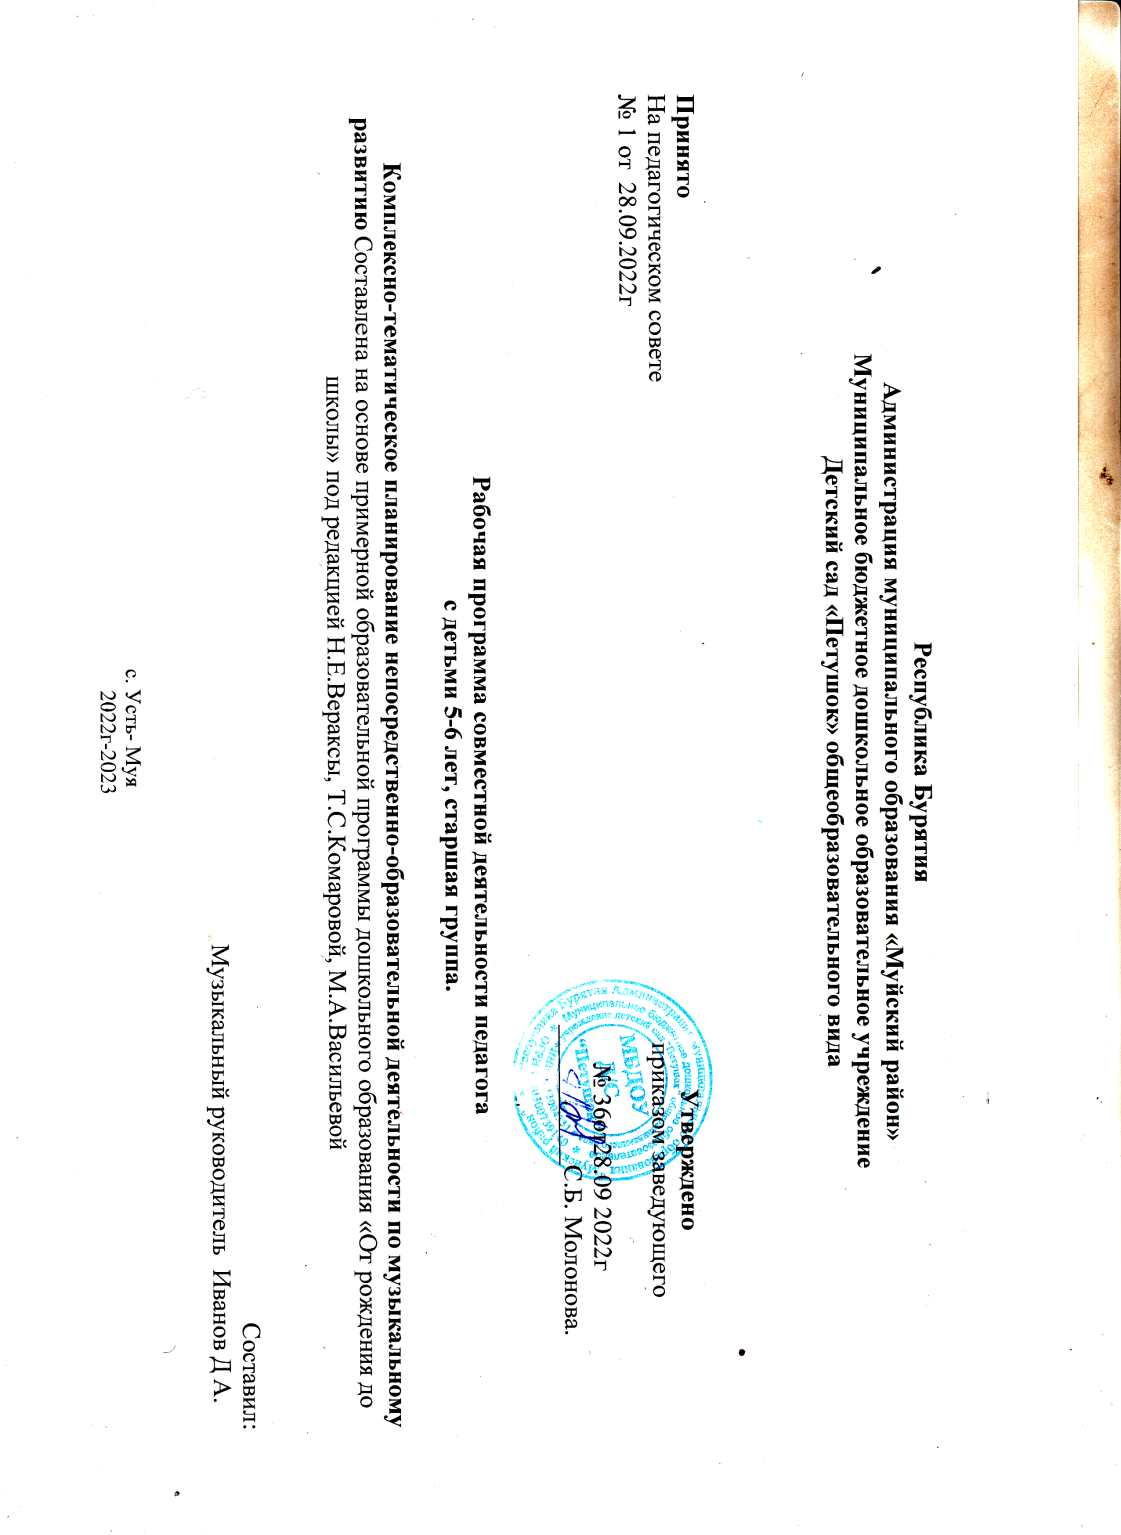 Республика Бурятия
Администрация муниципального образования «Муйский район»
Муниципальное бюджетное дошкольное образовательное учреждение
Детский сад «Петушок» общеобразовательного вида
Принято
На педагогическом совете
№ 1 от 28.09.2022г
Утверждено
приказом заведующего
№ 36от28.09 2022г
С.Б. Молонова.
МБДОУ
Рабочая программа совместной деятельности педагога
с детьми 5-6 лет, старшая группа.
Комплексно-тематическое планирование непосредственно-образовательной деятельности по музыкальному
развитию Составлена на основе примерной образовательной программы дошкольного образования «От рождения до
школы» под редакцией Н.Е.Вераксы, Т.С.Комаровой, М.А.Васильевой
Составил:
Музыкальный руководитель Иванов Д А.
с. Усть- Муя
2022г-2023